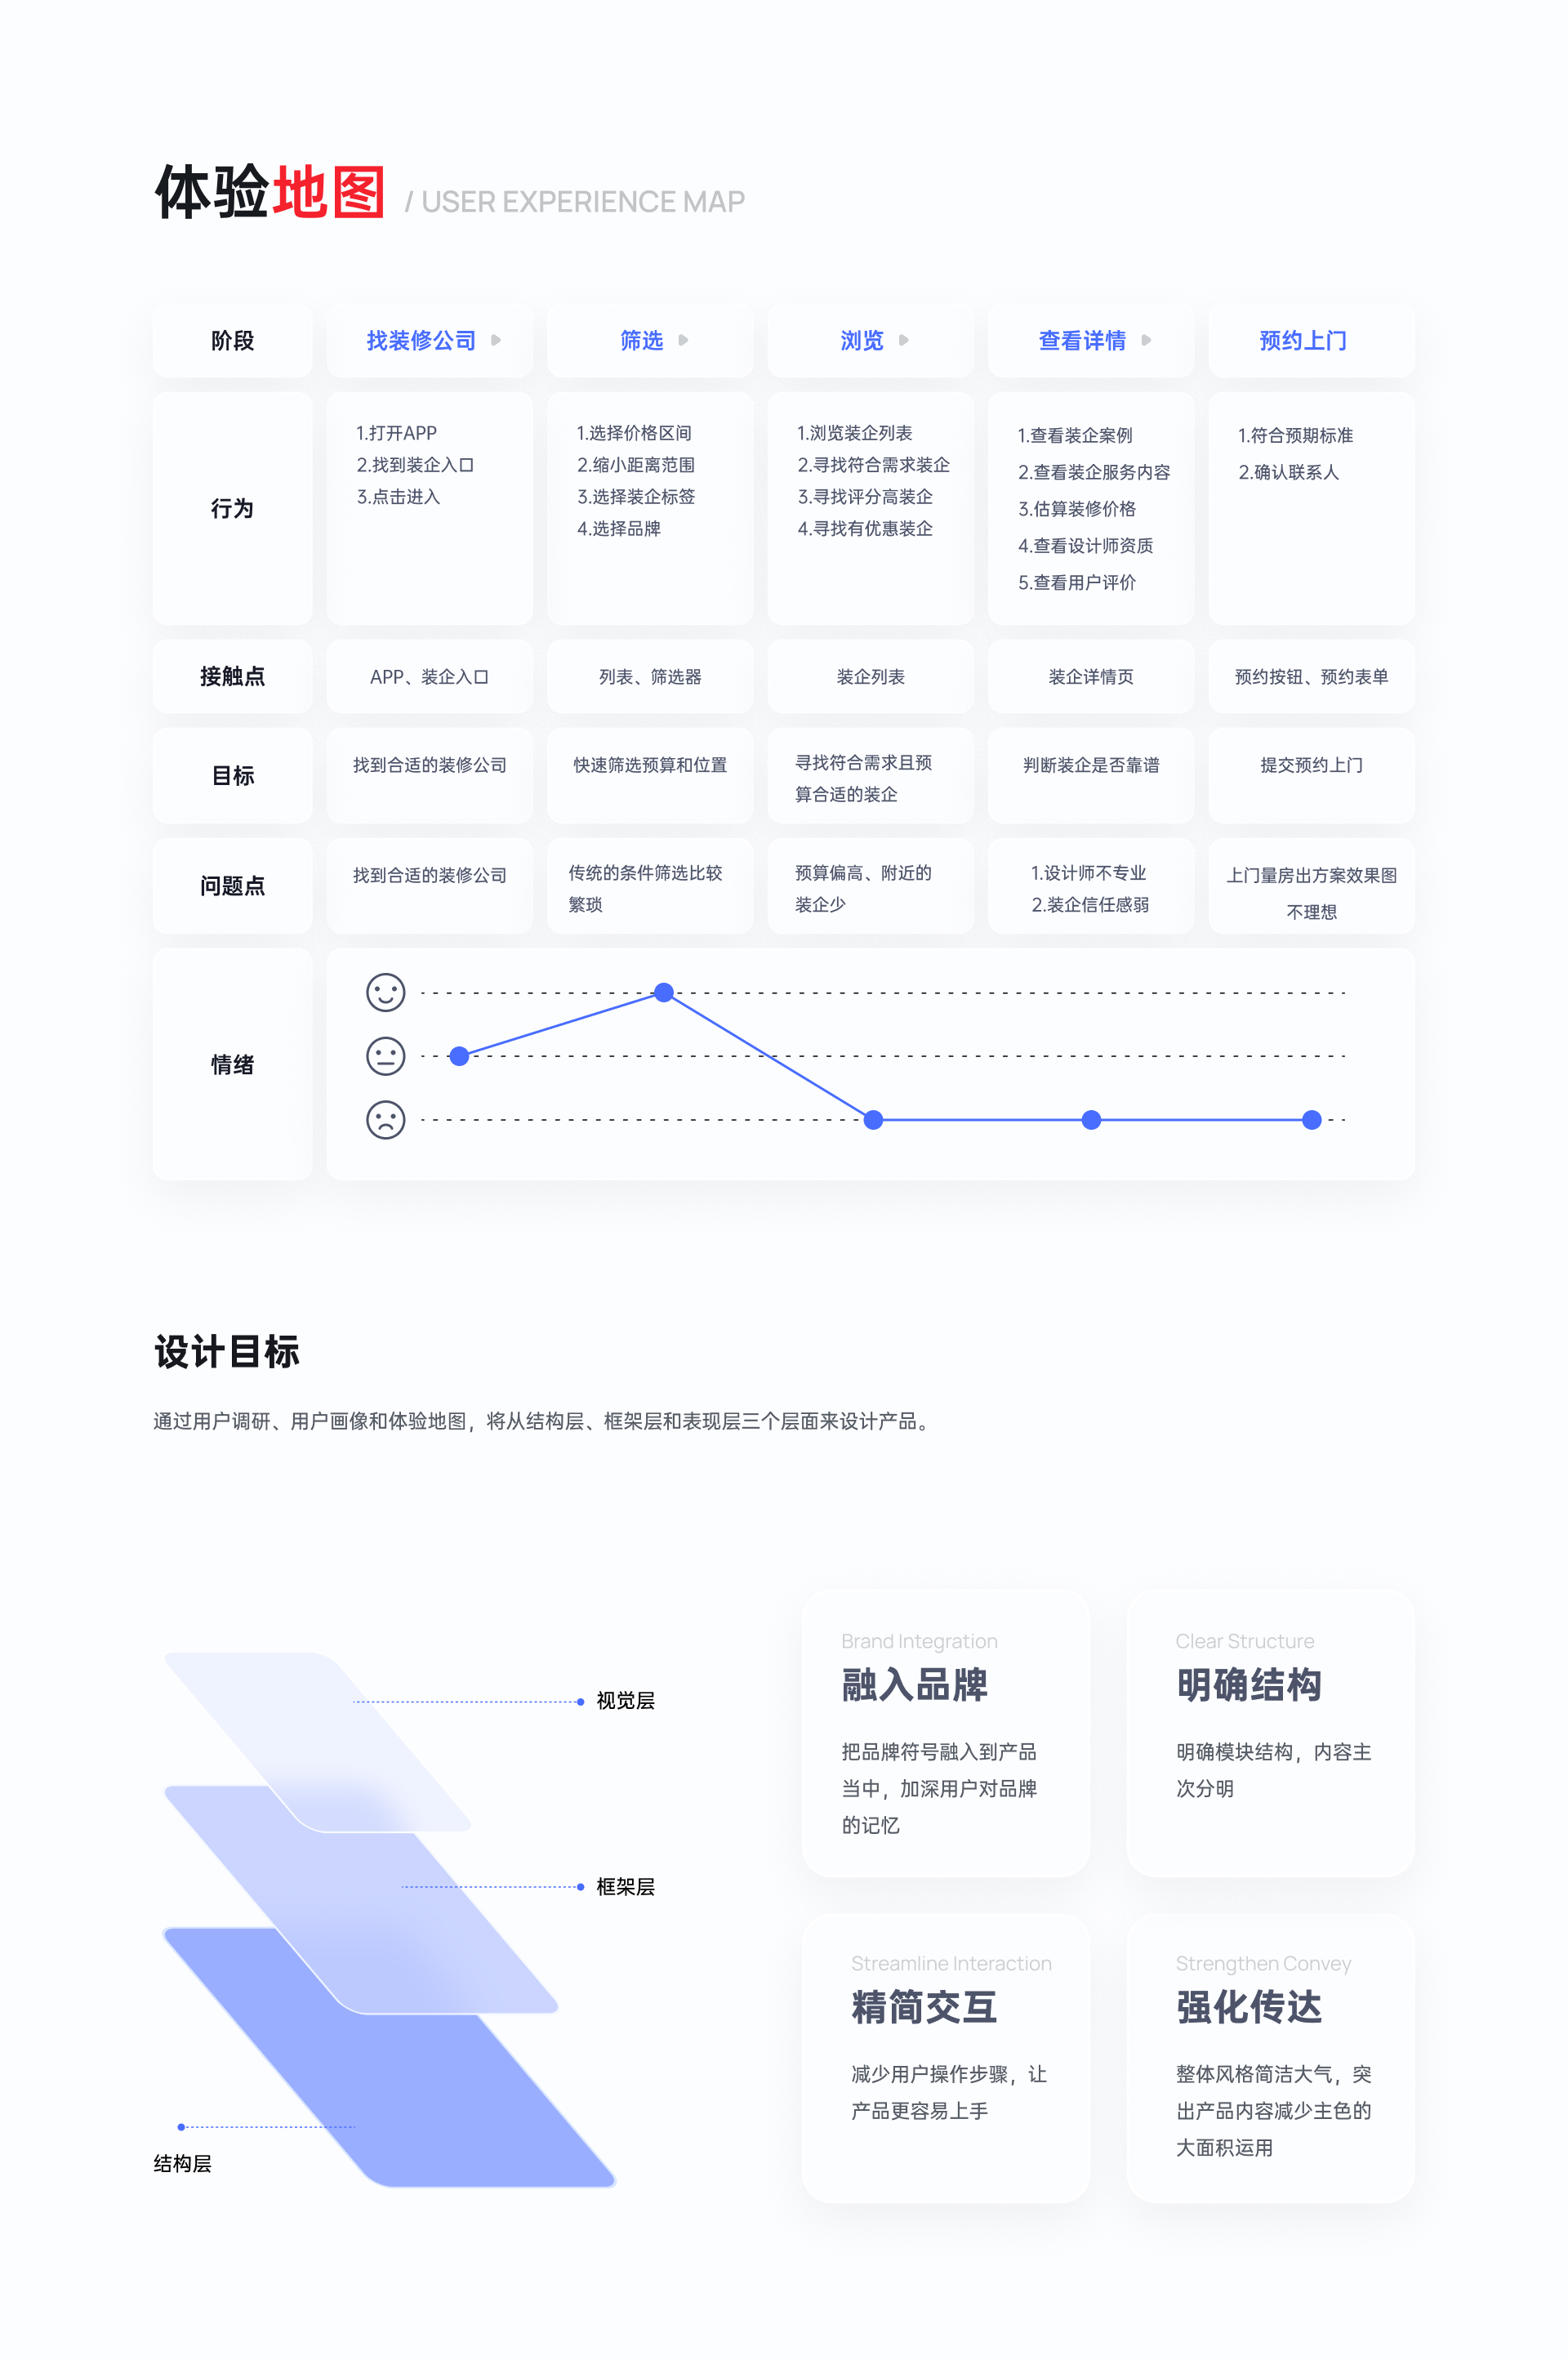 体验地图 / USER EXPERIENCE MAP
阶段
找装修公司
筛选
浏览
查看详情
预约上门
行为
1.打开APP
2.找到装企入口
3.点击进入
1.选择价格区间
2.缩小距离范围
3.选择装企标签
4.选择品牌
1.浏览装企列表
2.寻找符合需求装企
3.寻找评分高装企
4.寻找有优惠装企
1.查看装企案例
2.查看装企服务内容
3.估算装修价格
4.查看设计师资质
5.查看用户评价
1.符合预期标准
2.确认联系人
接触点
APP、装企入口
列表、筛选器
装企列表
装企详情页
预约按钮、预约表单
目标
找到合适的装修公司
快速筛选预算和位置
寻找符合需求且预
算合适的装企
判断装企是否靠谱
提交预约上门
问题点
找到合适的装修公司
传统的条件筛选比较
繁琐
预算偏高、附近的
装企少
1.设计师不专业
2.装企信任感弱
上门量房出方案效果图
不理想
情绪
设计目标
通过用户调研、用户画像和体验地图，将从结构层、框架层和表现层三个层面来设计产品。
视觉层
框架层
结构层
Brand Integration
融入品牌
把品牌符号融入到产品
当中，加深用户对品牌
的记忆
Clear Structure
明确结构
明确模块结构，内容主
次分明
Streamline Interaction
精简交互
减少用户操作步骤，让
产品更容易上手
Strengthen Convey
强化传达
整体风格简洁大气，突
出产品内容减少主色的
大面积运用